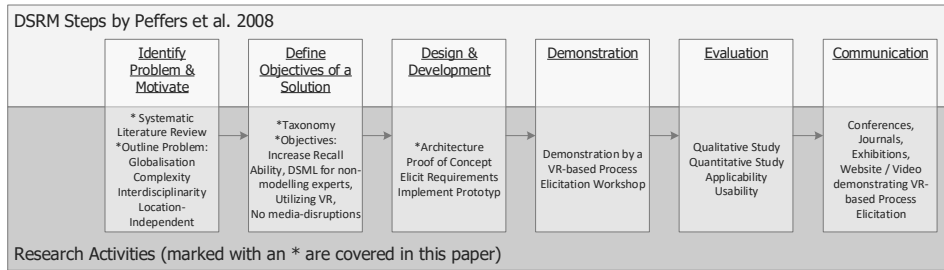 DSRM Steps by Peffers et al. 2008
Identify
Problem &
Motivate
* Systematic
Literature Review
*Outline Problem:
Globalisation
Complexity
Interdisciplinarity
Location-
Independent
Define
Objectives of a
Solution
*Taxonomy
*Objectives:
Increase Recall
Ability, DSML for non-
modelling experts,
Utilizing VR,
No media-disruptions
Design &
Development
*Architecture
Proof of Concept
Elicit Requirements
Implement Prototyp
Demonstration
Demonstration by a
VR-based Process
Elicitation Workshop
Evaluation
Qualitative Study
Quantitative Study
Applicability
Usability
Communication
Conferences,
Journals,
Exhibitions,
Website / Video
demonstrating VR-
based Process
Elicitation
Research Activities (marked with an * are covered in this paper)